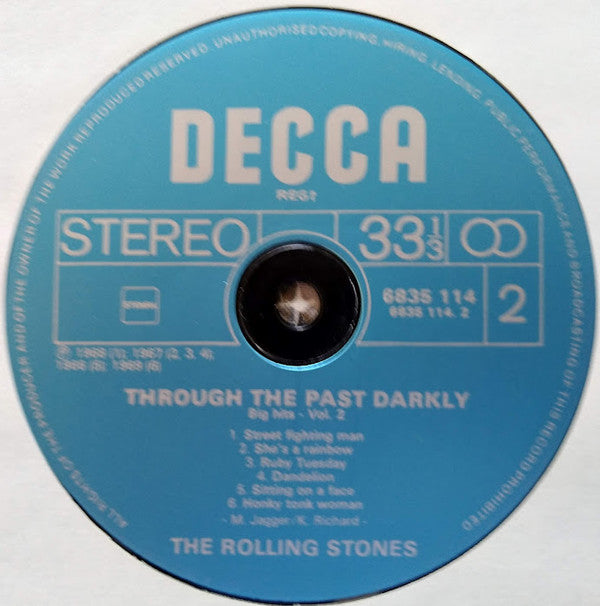 ALL RIGHTS OF THE PRODUCER AND OF THE OWNER OF THE WORK REPRODUCED RESERVED. UNAUTHORISED COPYING, HIRING, LENDING, PUBLIC PERFORMANCE AND BROADCASTING OF THIS RECORD PROHIBITED
DECCA
REGT
STEREO
33 1/3
6835 114
6835 114. 2
2
STEMRA
℗ 1968 (1); 1967 (2, 3, 4);
1966 (5); 1969 (6)
THROUGH THE PAST DARKLY
Big hits - Vol. 2
1. Street fighting man
2. She's a rainbow
3. Ruby Tuesday
4. Dandelion
5. Sitting on a face
6. Honky tonk woman
- M. Jagger/K. Richard -
THE ROLLING STONES